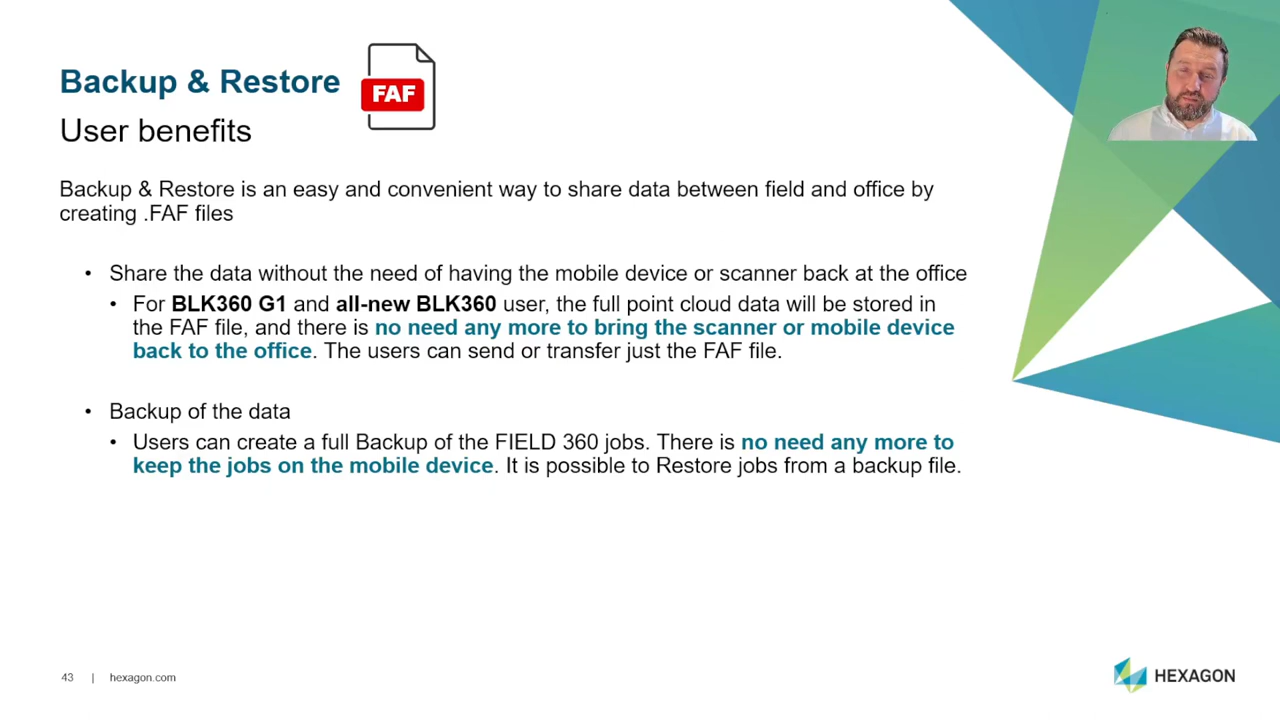 Backup & Restore
FAF
User benefits
Backup & Restore is an easy and convenient way to share data between field and office by
creating .FAF files
• Share the data without the need of having the mobile device or scanner back at the office
• For BLK360 G1 and all-new BLK360 user, the full point cloud data will be stored in
the FAF file, and there is no need any more to bring the scanner or mobile device
back to the office. The users can send or transfer just the FAF file.
• Backup of the data
• Users can create a full Backup of the FIELD 360 jobs. There is no need any more to
keep the jobs on the mobile device. It is possible to Restore jobs from a backup file.
43 | hexagon.com
HEXAGON